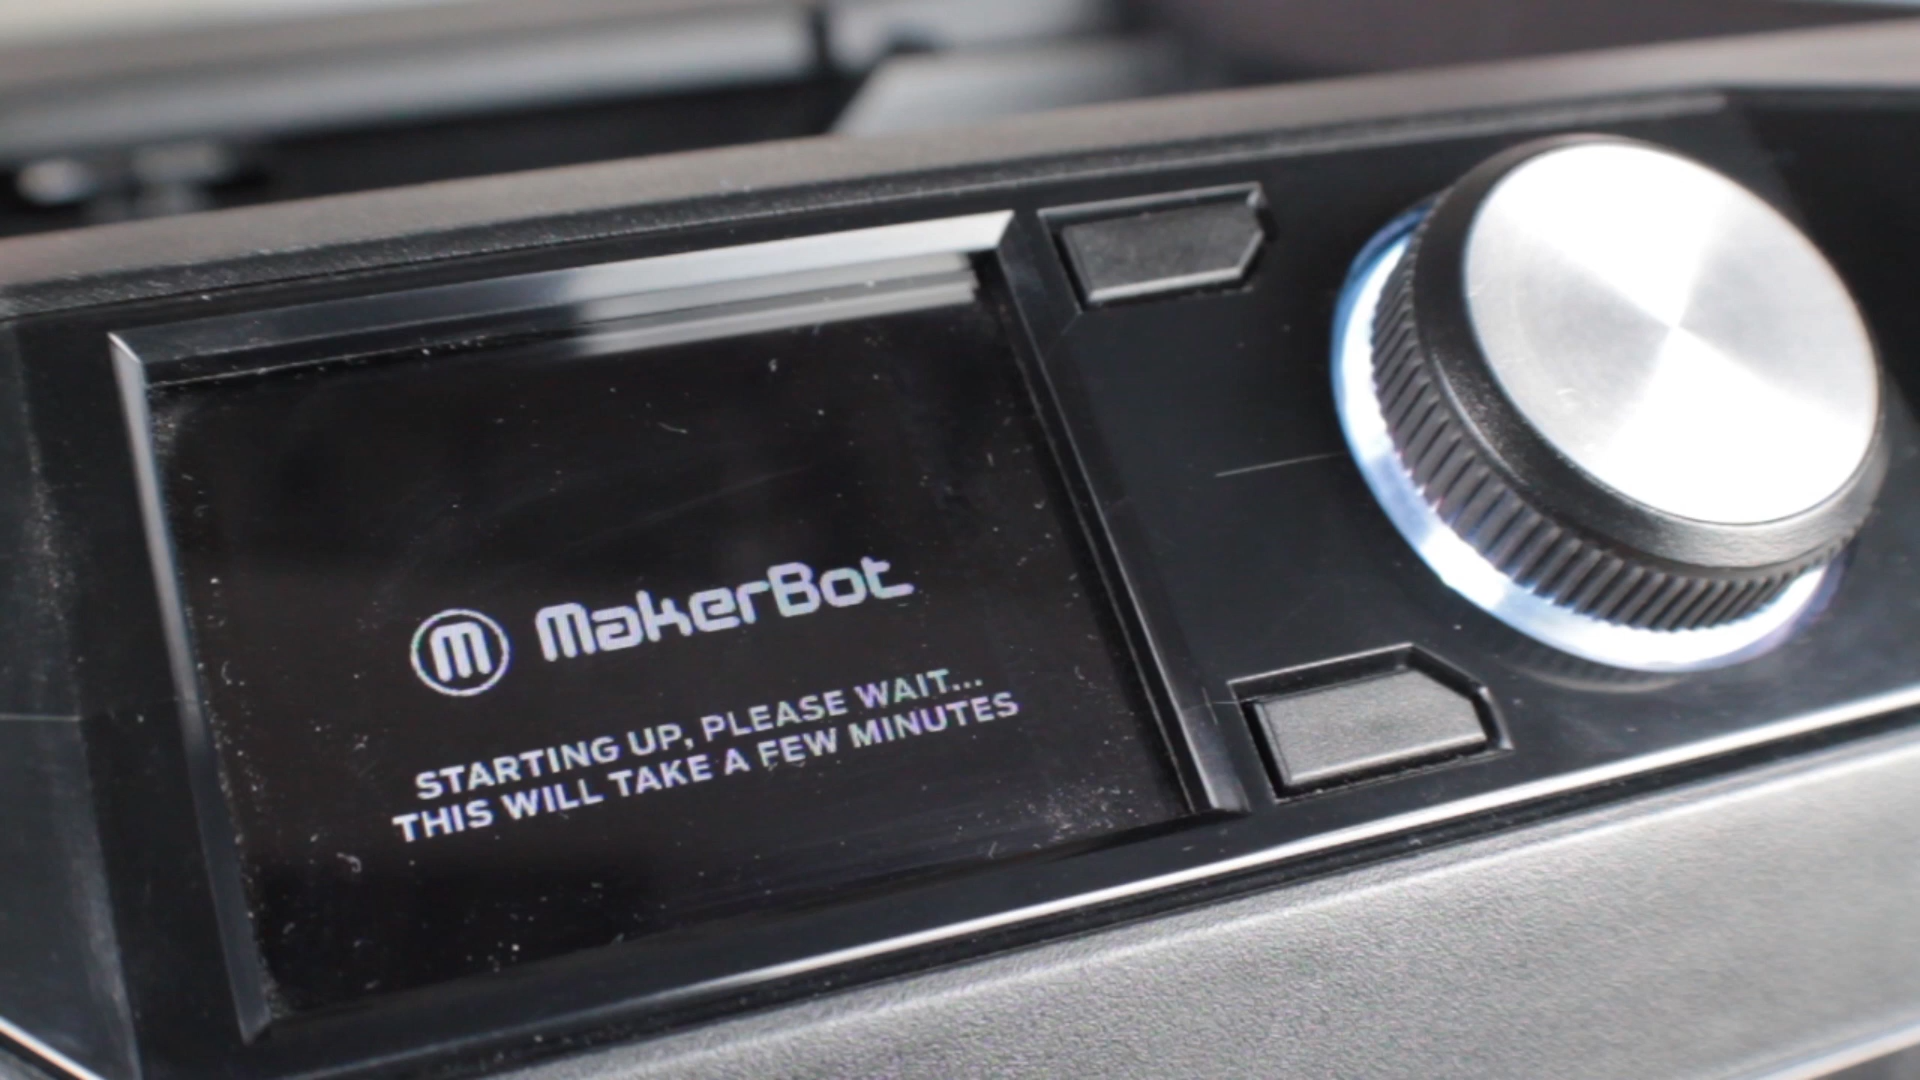 M MakerBot
STARTING UP, PLEASE WAIT...
THIS WILL TAKE A FEW MINUTES